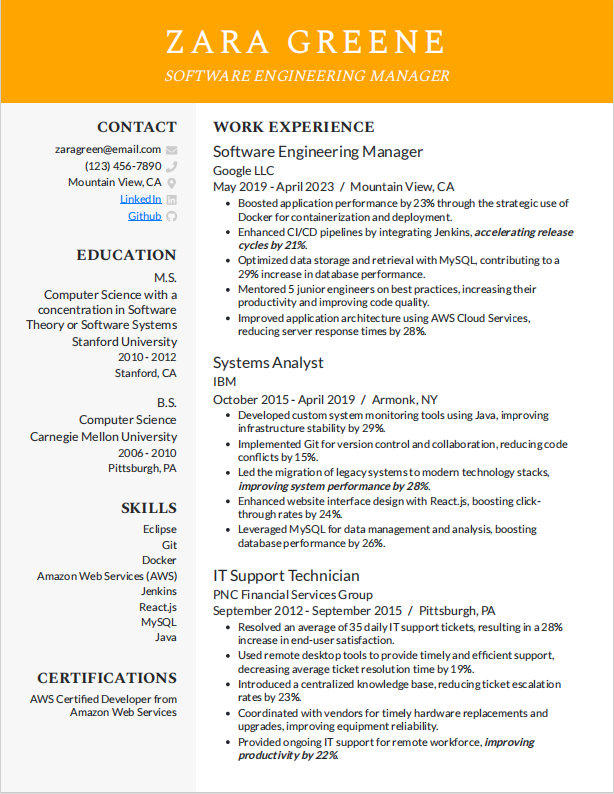 ZARA GREENE
SOFTWARE ENGINEERING MANAGER
CONTACT
zaragreen@email.com
(123) 456-7890
Mountain View, CA
LinkedIn
Github
EDUCATION
M.S.
Computer Science with a
concentration in Software
Theory or Software Systems
Stanford University
2010 - 2012
Stanford, CA
B.S.
Computer Science
Carnegie Mellon University
2006 - 2010
Pittsburgh, PA
SKILLS
Eclipse
Git
Docker
Amazon Web Services (AWS)
Jenkins
React.js
MySQL
Java
CERTIFICATIONS
AWS Certified Developer from
Amazon Web Services
WORK EXPERIENCE
Software Engineering Manager
Google LLC
May 2019 - April 2023 / Mountain View, CA
• Boosted application performance by 23% through the strategic use of
Docker for containerization and deployment.
• Enhanced CI/CD pipelines by integrating Jenkins, accelerating release
cycles by 21%.
• Optimized data storage and retrieval with MySQL, contributing to a
29% increase in database performance.
• Mentored 5 junior engineers on best practices, increasing their
productivity and improving code quality.
• Improved application architecture using AWS Cloud Services,
reducing server response times by 28%.
Systems Analyst
IBM
October 2015 - April 2019 / Armonk, NY
• Developed custom system monitoring tools using Java, improving
infrastructure stability by 29%.
• Implemented Git for version control and collaboration, reducing code
conflicts by 15%.
• Led the migration of legacy systems to modern technology stacks,
improving system performance by 28%.
• Enhanced website interface design with React.js, boosting click-
through rates by 24%.
• Leveraged MySQL for data management and analysis, boosting
database performance by 26%.
IT Support Technician
PNC Financial Services Group
September 2012 - September 2015 / Pittsburgh, PA
• Resolved an average of 35 daily IT support tickets, resulting in a 28%
increase in end-user satisfaction.
• Used remote desktop tools to provide timely and efficient support,
decreasing average ticket resolution time by 19%.
• Introduced a centralized knowledge base, reducing ticket escalation
rates by 23%.
• Coordinated with vendors for timely hardware replacements and
upgrades, improving equipment reliability.
• Provided ongoing IT support for remote workforce, improving
productivity by 22%.